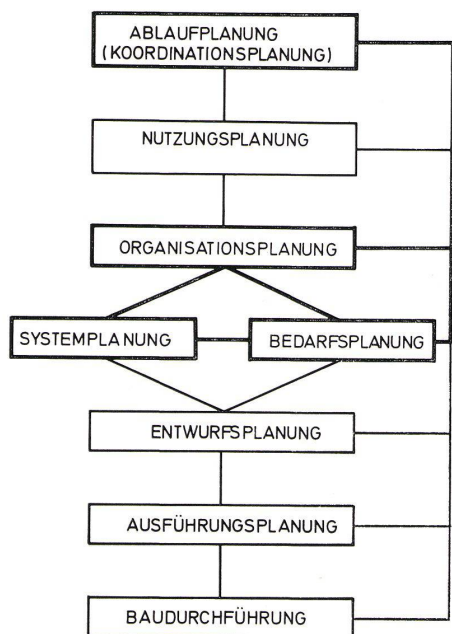 ABLAUFPLANUNG
(KOORDINATIONSPLANUNG)
NUTZUNGSPLANUNG
ORGANISATIONSPLANUNG
SYSTEMPLANUNG
BEDARFSPLANUNG
ENTWURFSPLANUNG
AUSFÜHRUNGSPLANUNG
BAUDURCHFÜHRUNG